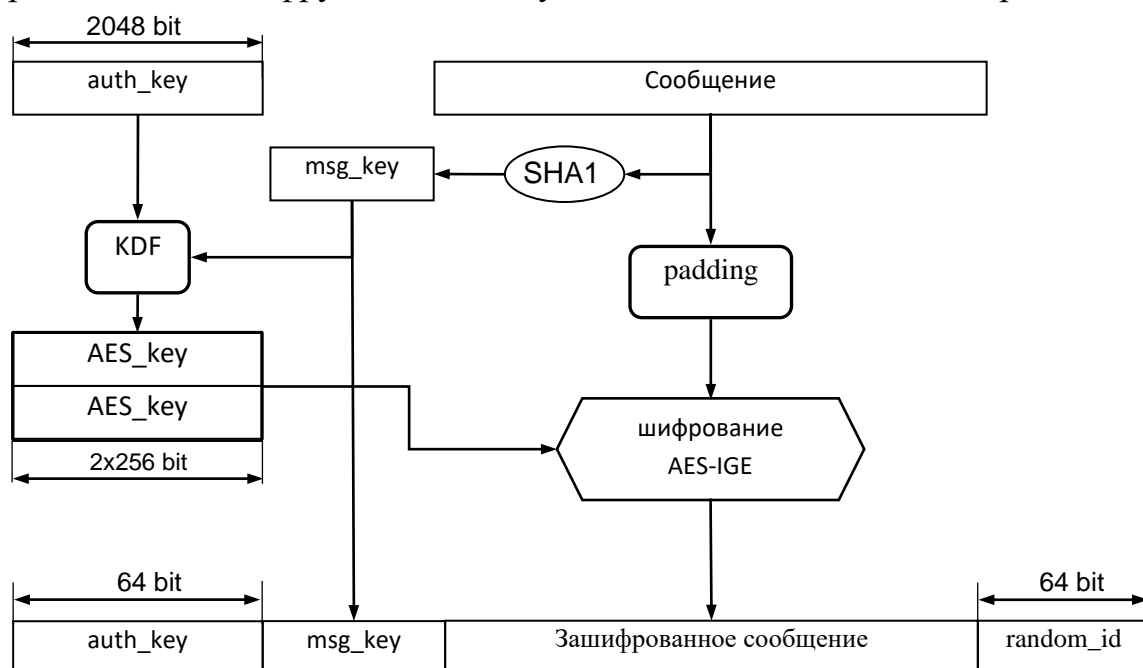 2048 bit
auth_key
Сообщение
msg_key
SHA1
KDF
padding
AES_key
AES_key
шифрование
AES-IGE
2x256 bit
64 bit
64 bit
auth_key
msg_key
Зашифрованное сообщение
random_id